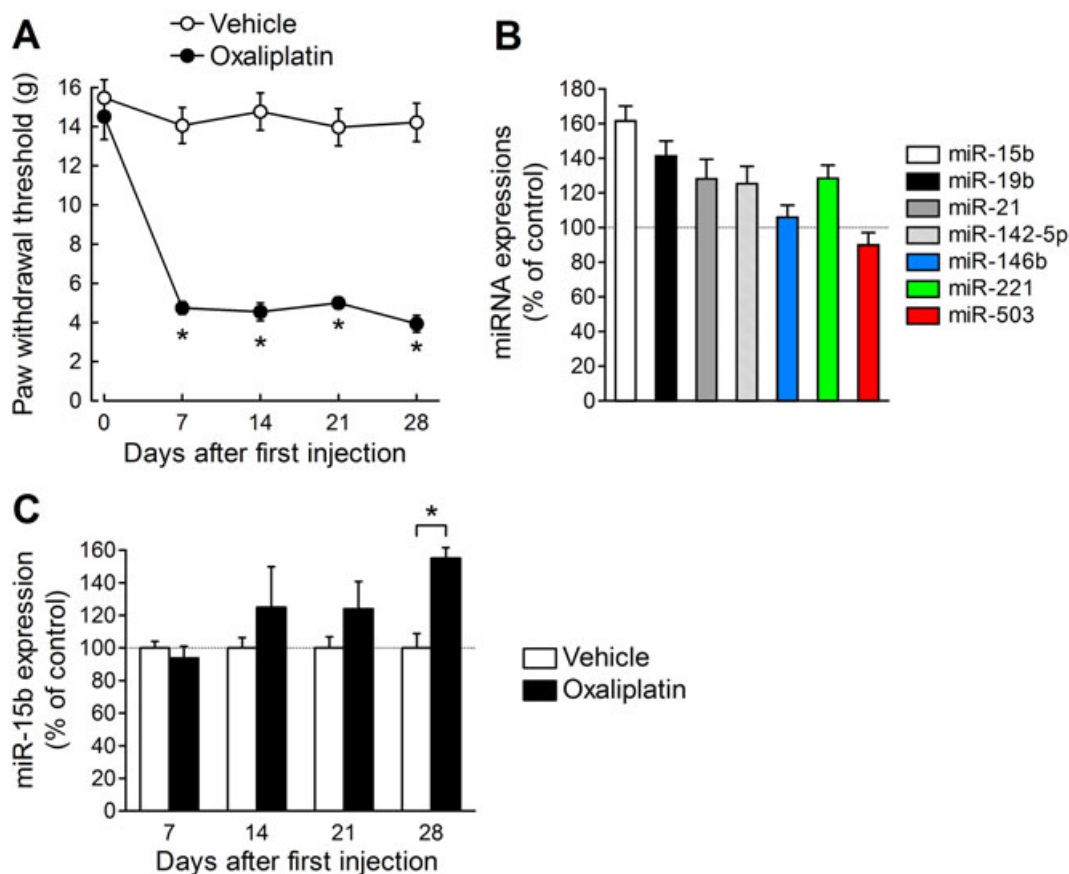 A
Vehicle
Oxaliplatin
Paw withdrawal threshold (g)
16
14
12
10
8
6
4
2
0
* * * *
0 7 14 21 28
Days after first injection
B
miRNA expressions
(% of control)
180
160
140
120
100
80
60
40
20
0
miR-15b
miR-19b
miR-21
miR-142-5p
miR-146b
miR-221
miR-503
C
miR-15b expression
(% of control)
160
140
120
100
80
60
40
20
0
*
7 14 21 28
Days after first injection
Vehicle
Oxaliplatin